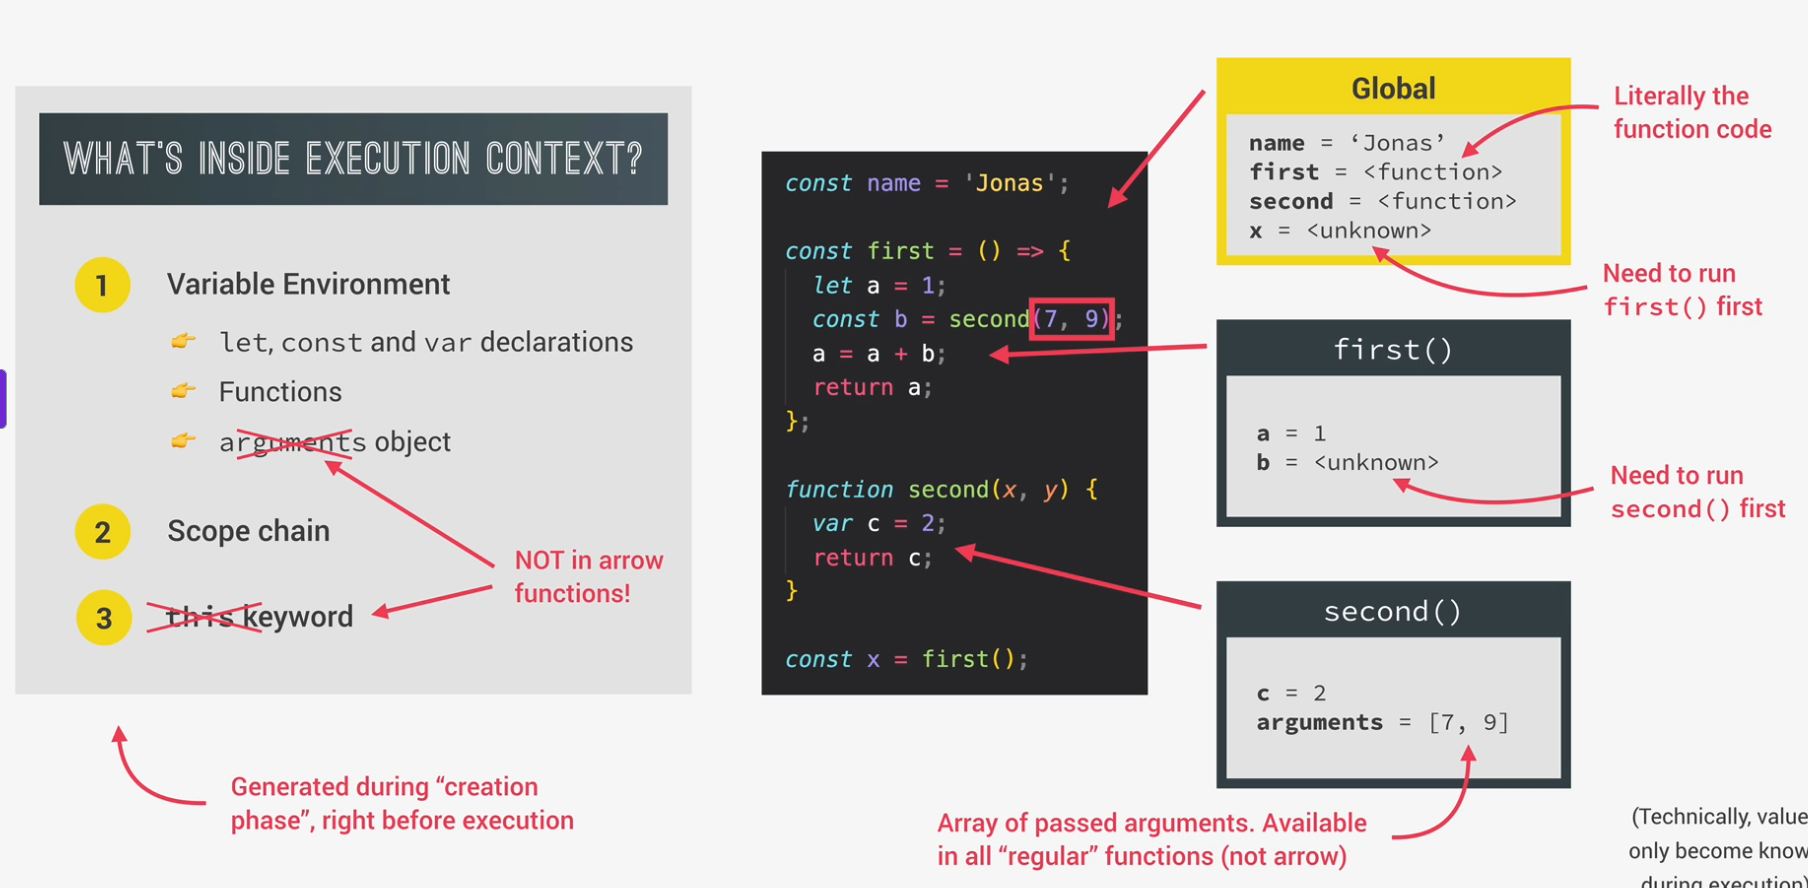 WHAT'S INSIDE EXECUTION CONTEXT?
1 Variable Environment
👉 let, const and var declarations
👉 Functions
👉 arguments object
2 Scope chain
3 this keyword
NOT in arrow
functions!
Generated during “creation
phase”, right before execution
const name = 'Jonas';
const first = () => {
let a = 1;
const b = second(7, 9);
a = a + b;
return a;
};
function second(x, y) {
var c = 2;
return c;
}
const x = first();
Global
name = ‘Jonas’
first = <function>
second = <function>
x = <unknown>
Literally the
function code
Need to run
first() first
first()
a = 1
b = <unknown>
Need to run
second() first
second()
c = 2
arguments = [7, 9]
Array of passed arguments. Available
in all “regular” functions (not arrow)
(Technically, value
only become know
during execution)